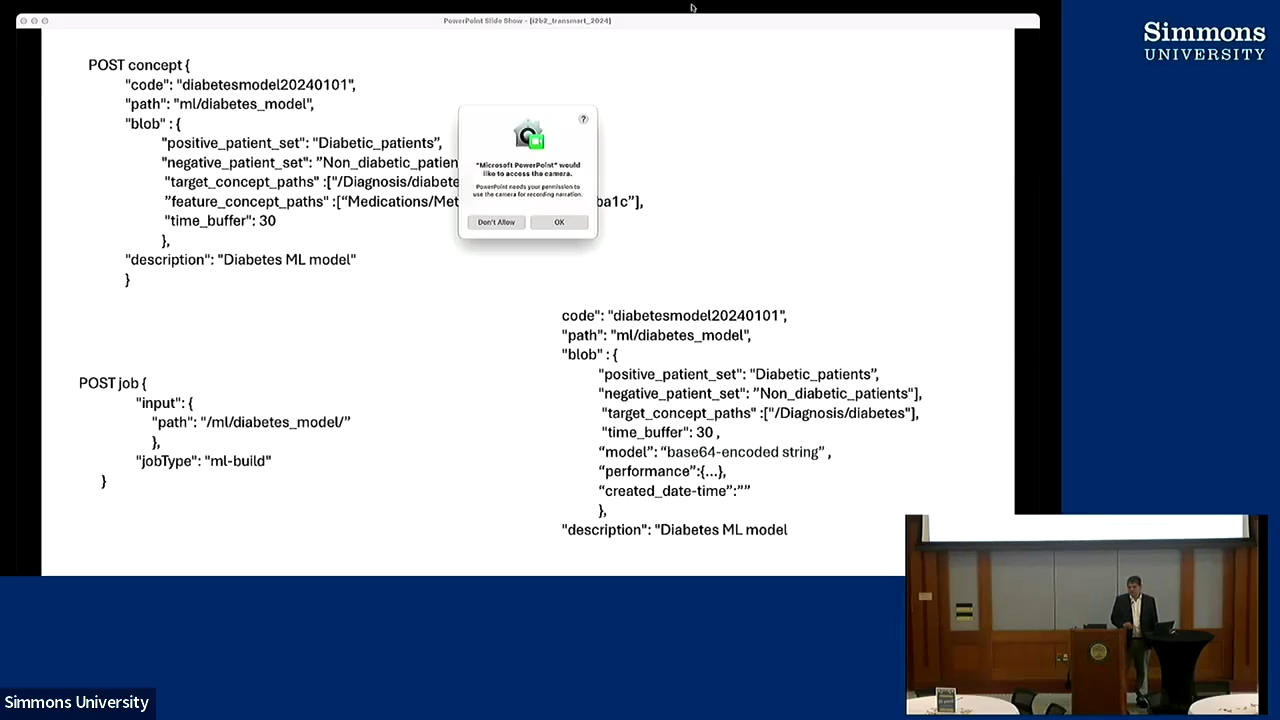 PowerPoint Slide Show - [i2b2_transmart_2024]
Simmons
UNIVERSITY
POST concept {
"code": "diabetesmodel20240101",
"path": "ml/diabetes_model",
"blob" : {
"positive_patient_set": "Diabetic_patients”,
"negative_patient_set": ”Non_diabetic_patien
"target_concept_paths" :["/Diagnosis/diabete
”feature_concept_paths" :[“Medications/Met ba1c”],
"time_buffer": 30
},
"description": "Diabetes ML model"
}
?
"Microsoft PowerPoint" would
like to access the camera.
PowerPoint needs your permission to
use the camera for recording narration.
Don't Allow OK
POST job {
"input": {
"path": "/ml/diabetes_model/”
},
"jobType": "ml-build"
}
code": "diabetesmodel20240101",
"path": "ml/diabetes_model",
"blob" : {
"positive_patient_set": "Diabetic_patients”,
"negative_patient_set": ”Non_diabetic_patients"],
"target_concept_paths" :["/Diagnosis/diabetes"],
"time_buffer": 30 ,
“model”: “base64-encoded string” ,
“performance”:{...},
“created_date-time”:””
},
"description": "Diabetes ML model
Simmons University